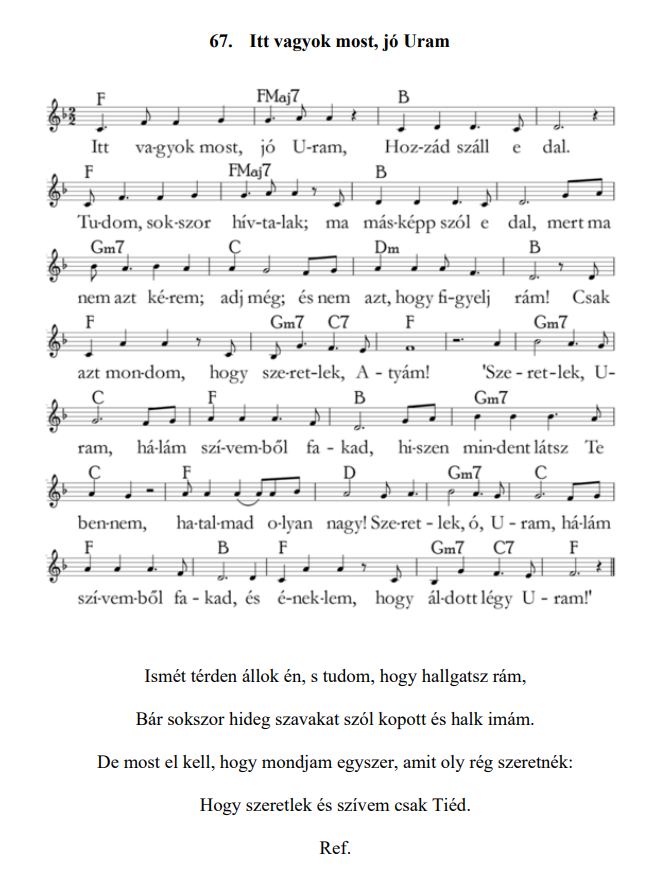 67. Itt vagyok most, jó Uram
F FMaj7 B
Itt va-gyok most, jó U-ram, Hoz-zád száll e dal.
F FMaj7 B
Tu-dom, sok-szor hív-ta-lak; ma más-képp szól e dal, mert ma
Gm7 C Dm B
nem azt ké-rem; adj még; és nem azt, hogy fi-gyelj rám! Csak
F Gm7 C7 F Gm7
azt mon-dom, hogy sze-ret-lek, A - tyám! 'Sze - ret-lek, U-
C F B Gm7
ram, há-lám szí-vem-ből fa - kad, hi-szen min-dent látsz Te
C F D Gm7 C
ben-nem, ha-tal-mad o-lyan nagy! Sze-ret - lek, ó, U - ram, há-lám
F B F Gm7 C7 F
szí-vem-ből fa - kad, és é-nek-lem, hogy ál-dott légy U - ram!'
Ismét térden állok én, s tudom, hogy hallgatsz rám,
Bár sokszor hideg szavakat szól kopott és halk imám.
De most el kell, hogy mondjam egyszer, amit oly rég szeretnék:
Hogy szeretlek és szívem csak Tiéd.
Ref.